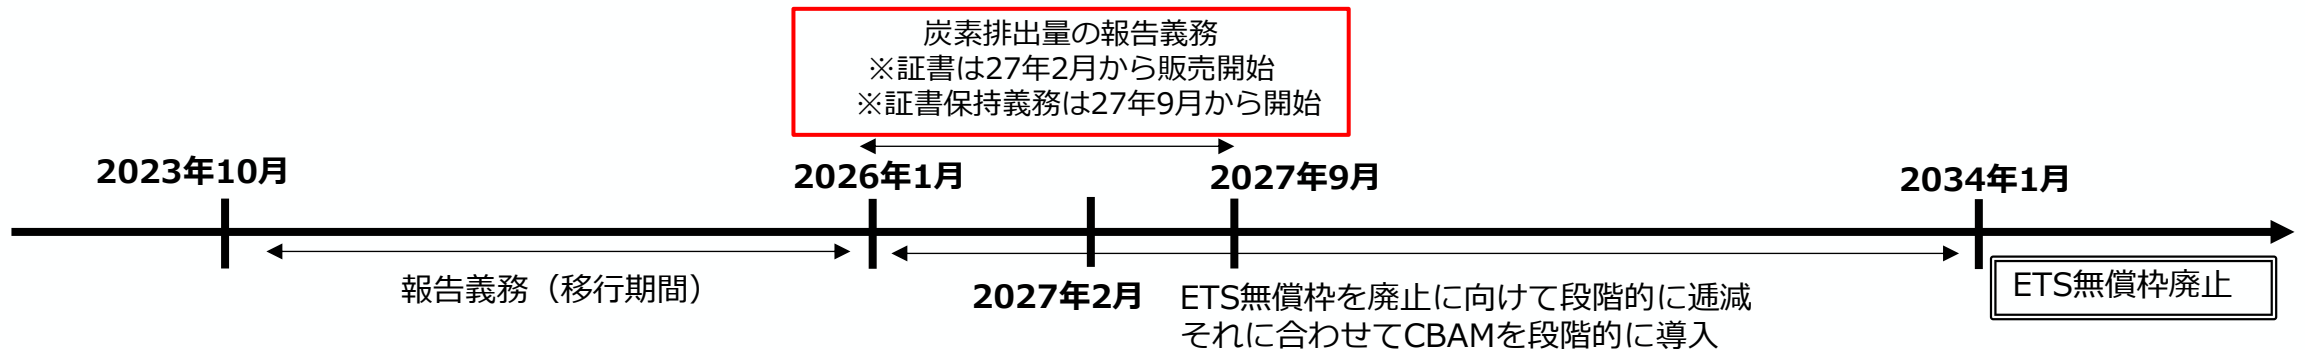 炭素排出量の報告義務
※証書は27年2月から販売開始
※証書保持義務は27年9月から開始
2023年10月
2026年1月
2027年9月
2034年1月
報告義務（移行期間）
2027年2月
ETS無償枠を廃止に向けて段階的に逓減
それに合わせてCBAMを段階的に導入
ETS無償枠廃止